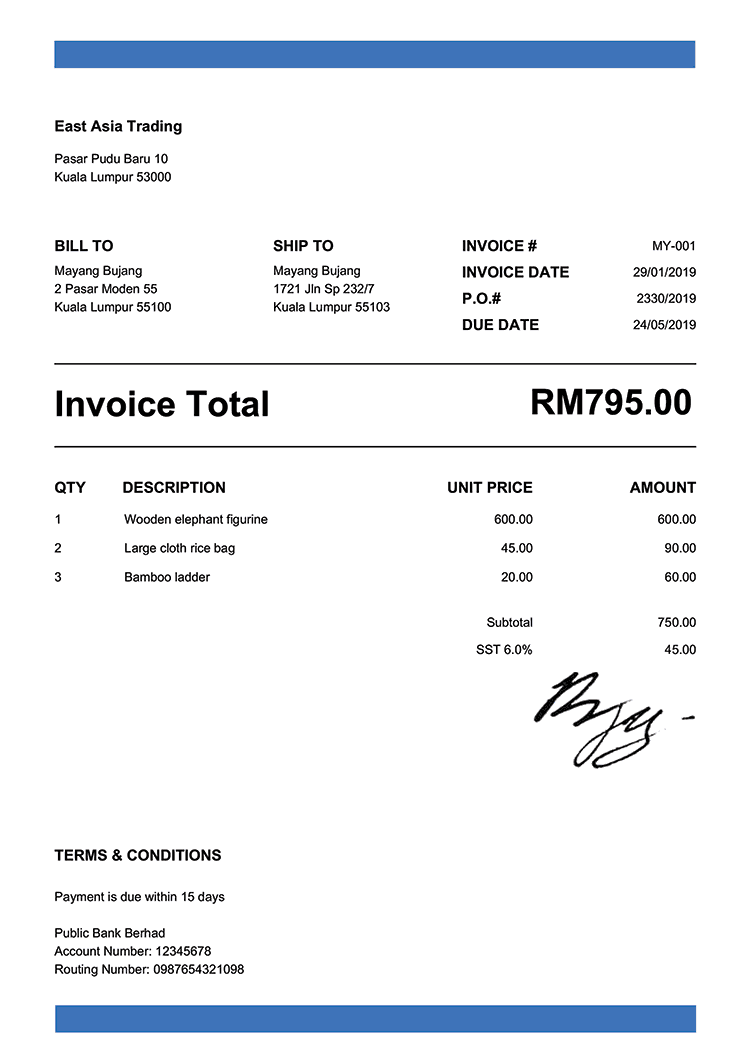 East Asia Trading
Pasar Pudu Baru 10
Kuala Lumpur 53000
BILL TO
Mayang Bujang
2 Pasar Moden 55
Kuala Lumpur 55100
SHIP TO
Mayang Bujang
1721 Jln Sp 232/7
Kuala Lumpur 55103
INVOICE # MY-001
INVOICE DATE 29/01/2019
P.O.# 2330/2019
DUE DATE 24/05/2019
Invoice Total RM795.00
QTY DESCRIPTION UNIT PRICE AMOUNT
1 Wooden elephant figurine 600.00 600.00
2 Large cloth rice bag 45.00 90.00
3 Bamboo ladder 20.00 60.00
Subtotal 750.00
SST 6.0% 45.00
TERMS & CONDITIONS
Payment is due within 15 days
Public Bank Berhad
Account Number: 12345678
Routing Number: 0987654321098